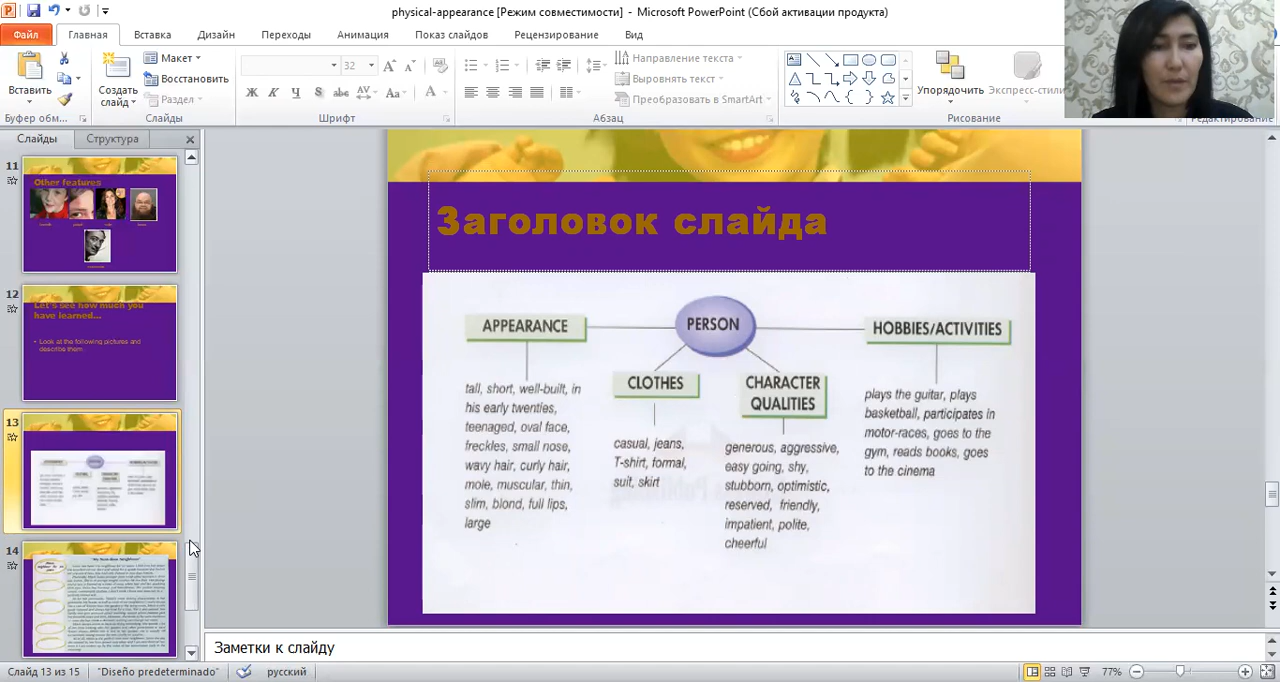 physical-appearance [Режим совместимости] - Microsoft PowerPoint (Сбой активации продукта)
Файл Главная Вставка Дизайн Переходы Анимация Показ слайдов Рецензирование Вид
Вставить
Буфер обм...
Создать слайд
Макет
Восстановить
Раздел
Слайды
32
Ж К Ч S abc AV Aa A
Шрифт
Направление текста
Выровнять текст
Преобразовать в SmartArt
Абзац
Упорядочить
Экспресс-стили
Рисование
Редактирование
Слайды Структура
11
Other features
12
Let's see how much you
have learned...
• Look at the following pictures and
describe them
13
14
Заголовок слайда
PERSON
APPEARANCE
tall, short, well-built, in
his early twenties,
teenaged, oval face,
freckles, small nose,
wavy hair, curly hair,
mole, muscular, thin,
slim, blond, full lips,
large
CLOTHES
casual, jeans,
T-shirt, formal,
suit, skirt
CHARACTER
QUALITIES
generous, aggressive,
easy going, shy,
stubborn, optimistic,
reserved, friendly,
impatient, polite,
cheerful
HOBBIES/ACTIVITIES
plays the guitar, plays
basketball, participates in
motor-races, goes to the
gym, reads books, goes
to the cinema
Заметки к слайду
Слайд 13 из 15 "Diseño predeterminado" русский 77%